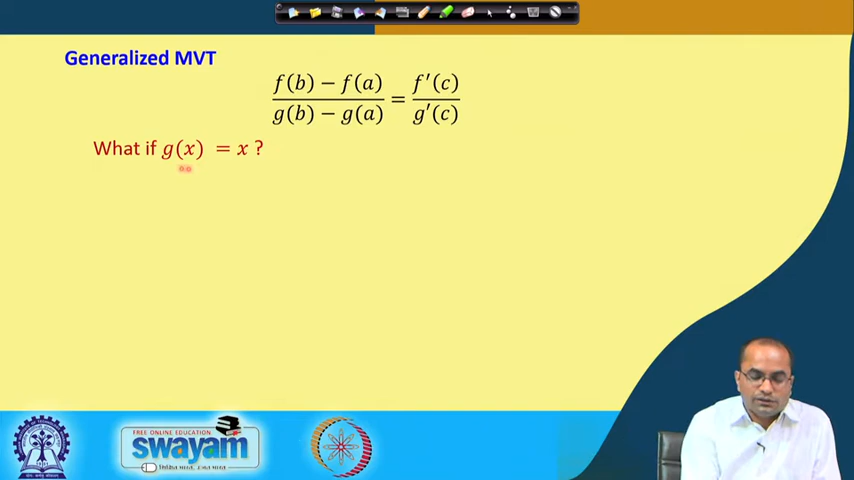 Generalized MVT
f(b) − f(a) / g(b) − g(a) = f′(c) / g′(c)
What if g(x) = x ?
FREE ONLINE EDUCATION
swayam